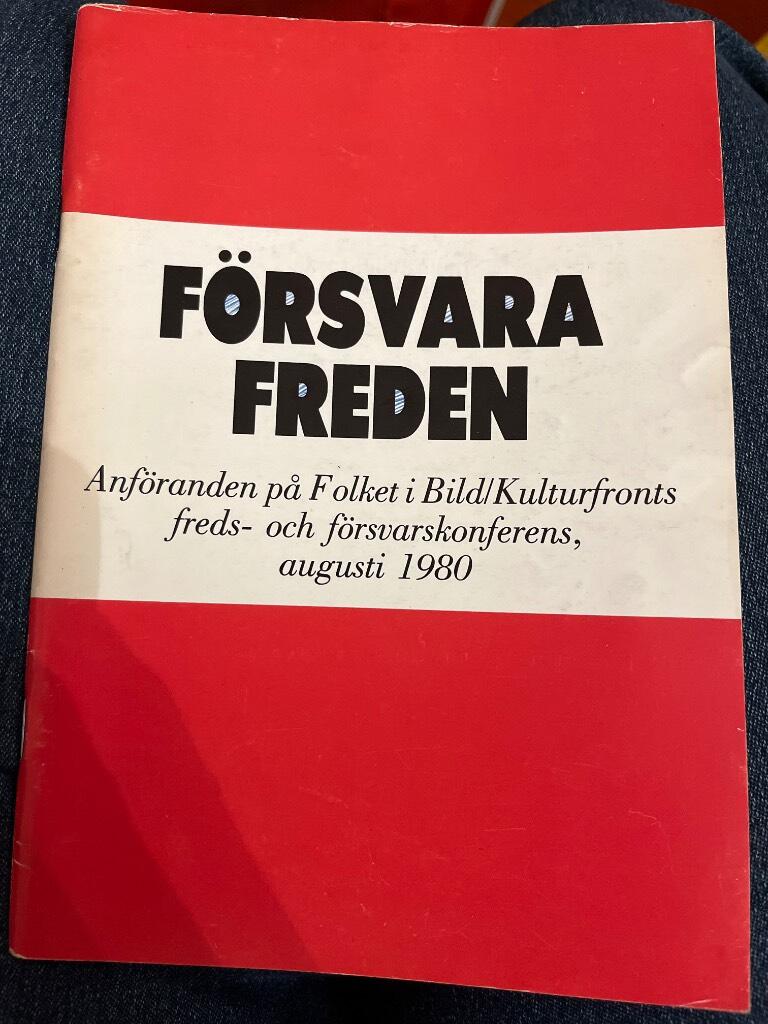 FÖRSVARA
FREDEN
Anföranden på Folket i Bild/Kulturfronts
freds- och försvarskonferens,
augusti 1980